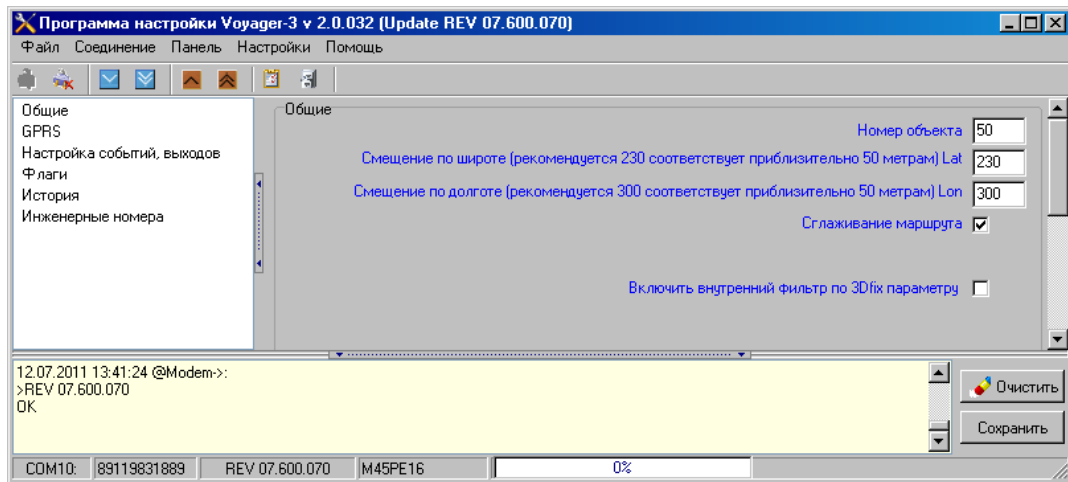 Программа настройки Voyager-3 v 2.0.032 (Update REV 07.600.070)
Файл Соединение Панель Настройки Помощь
Общие
GPRS
Настройка событий, выходов
Флаги
История
Инженерные номера
Общие
Номер объекта 50
Смещение по широте (рекомендуется 230 соответствует приблизительно 50 метрам) Lat 230
Смещение по долготе (рекомендуется 300 соответствует приблизительно 50 метрам) Lon 300
Сглаживание маршрута
Включить внутренний фильтр по 3Dfix параметру
12.07.2011 13:41:24 @Modem->:
>REV 07.600.070
OK
Очистить
Сохранить
COM10: 89119831889 REV 07.600.070 M45PE16 0%